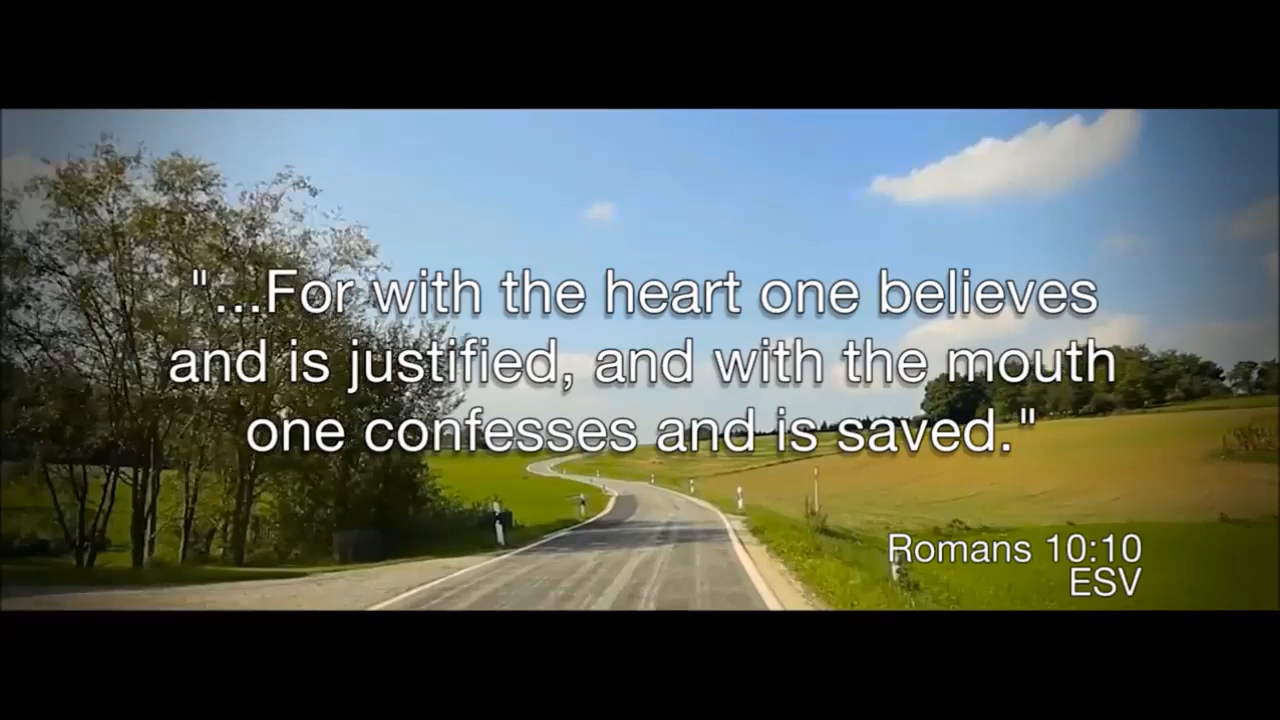 "...For with the heart one believes
and is justified, and with the mouth
one confesses and is saved."
Romans 10:10
ESV